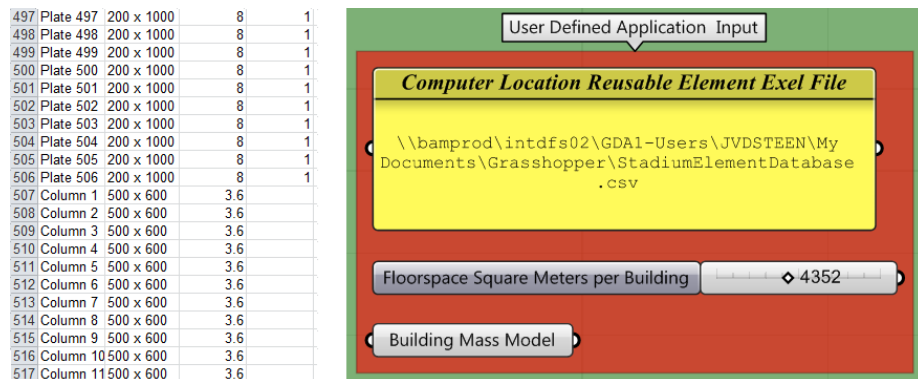 497 Plate 497 200 x 1000 8 1
498 Plate 498 200 x 1000 8 1
499 Plate 499 200 x 1000 8 1
500 Plate 500 200 x 1000 8 1
501 Plate 501 200 x 1000 8 1
502 Plate 502 200 x 1000 8 1
503 Plate 503 200 x 1000 8 1
504 Plate 504 200 x 1000 8 1
505 Plate 505 200 x 1000 8 1
506 Plate 506 200 x 1000 8 1
507 Column 1 500 x 600 3.6
508 Column 2 500 x 600 3.6
509 Column 3 500 x 600 3.6
510 Column 4 500 x 600 3.6
511 Column 5 500 x 600 3.6
512 Column 6 500 x 600 3.6
513 Column 7 500 x 600 3.6
514 Column 8 500 x 600 3.6
515 Column 9 500 x 600 3.6
516 Column 10 500 x 600 3.6
517 Column 11 500 x 600 3.6
User Defined Application Input
Computer Location Reusable Element Exel File
\\bamprod\intdfs02\GDA1-Users\JVDSTEEN\My
Documents\Grasshopper\StadiumElementDatabase
.csv
Floorspace Square Meters per Building 4352
Building Mass Model